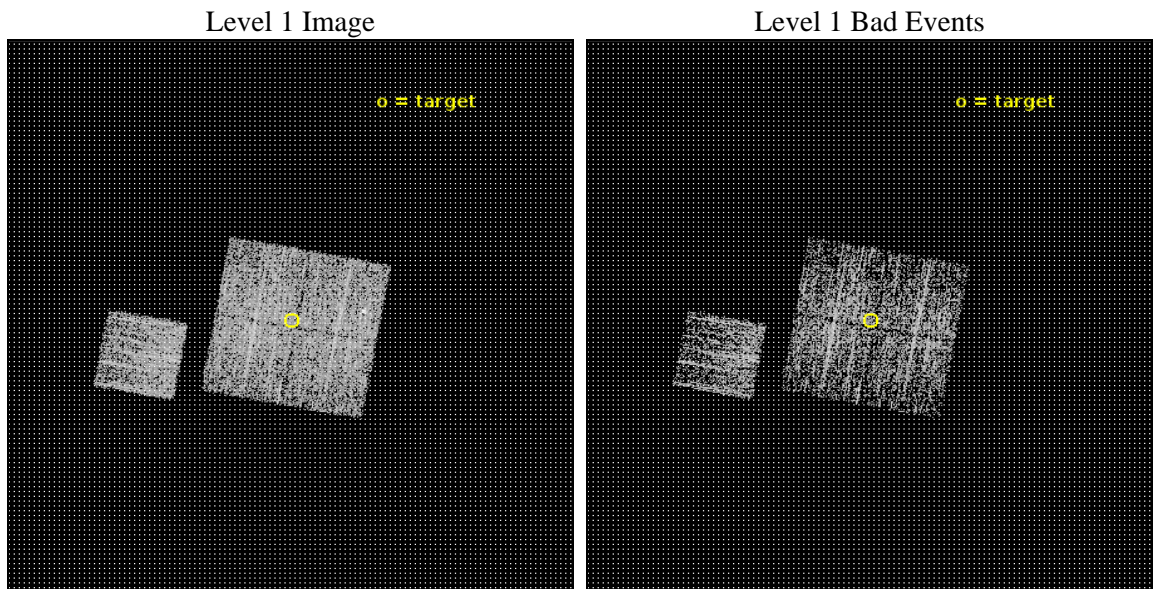 Level 1 Image
Level 1 Bad Events
o = target
o = target